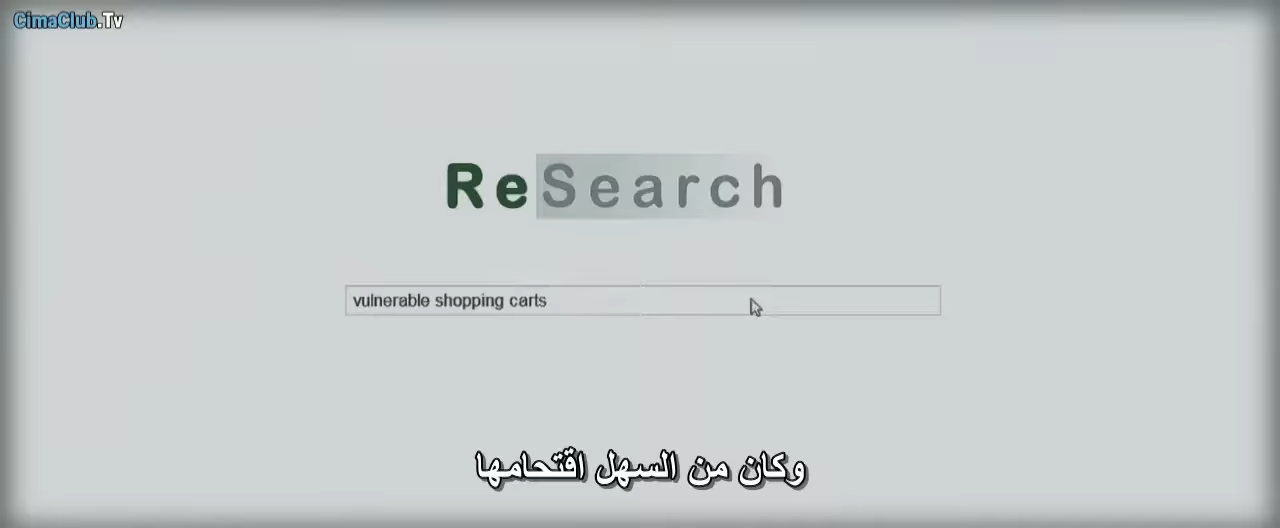 CimaClub.Tv
ReSearch
vulnerable shopping carts
وكان من السهل اقتحامها